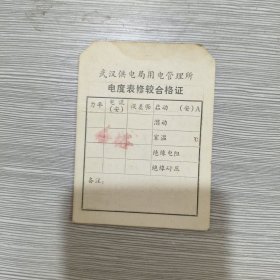 武汉供电局用电管理所
电度表修较合格证
力率 电流(安) 误差% 启动 (安)A
潜动
室温 ℃
绝缘电阻
绝缘耐压
备注: